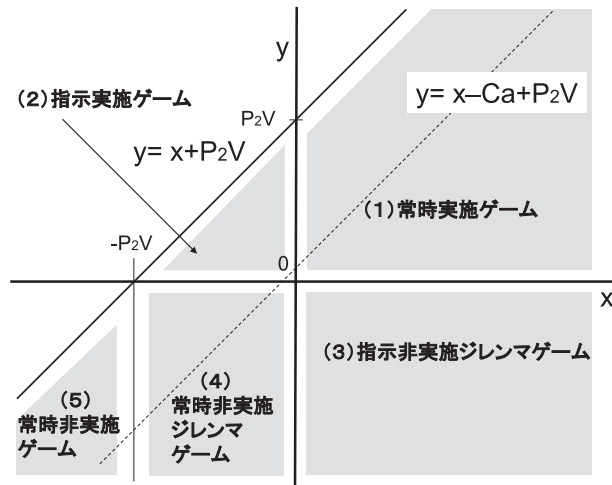 y
(2)指示実施ゲーム
P2V
y= x–Ca+P2V
y= x+P2V
(1)常時実施ゲーム
-P2V
0
x
(3)指示非実施ジレンマゲーム
(4)
常時非実施
ジレンマ
ゲーム
(5)
常時非実施
ゲーム